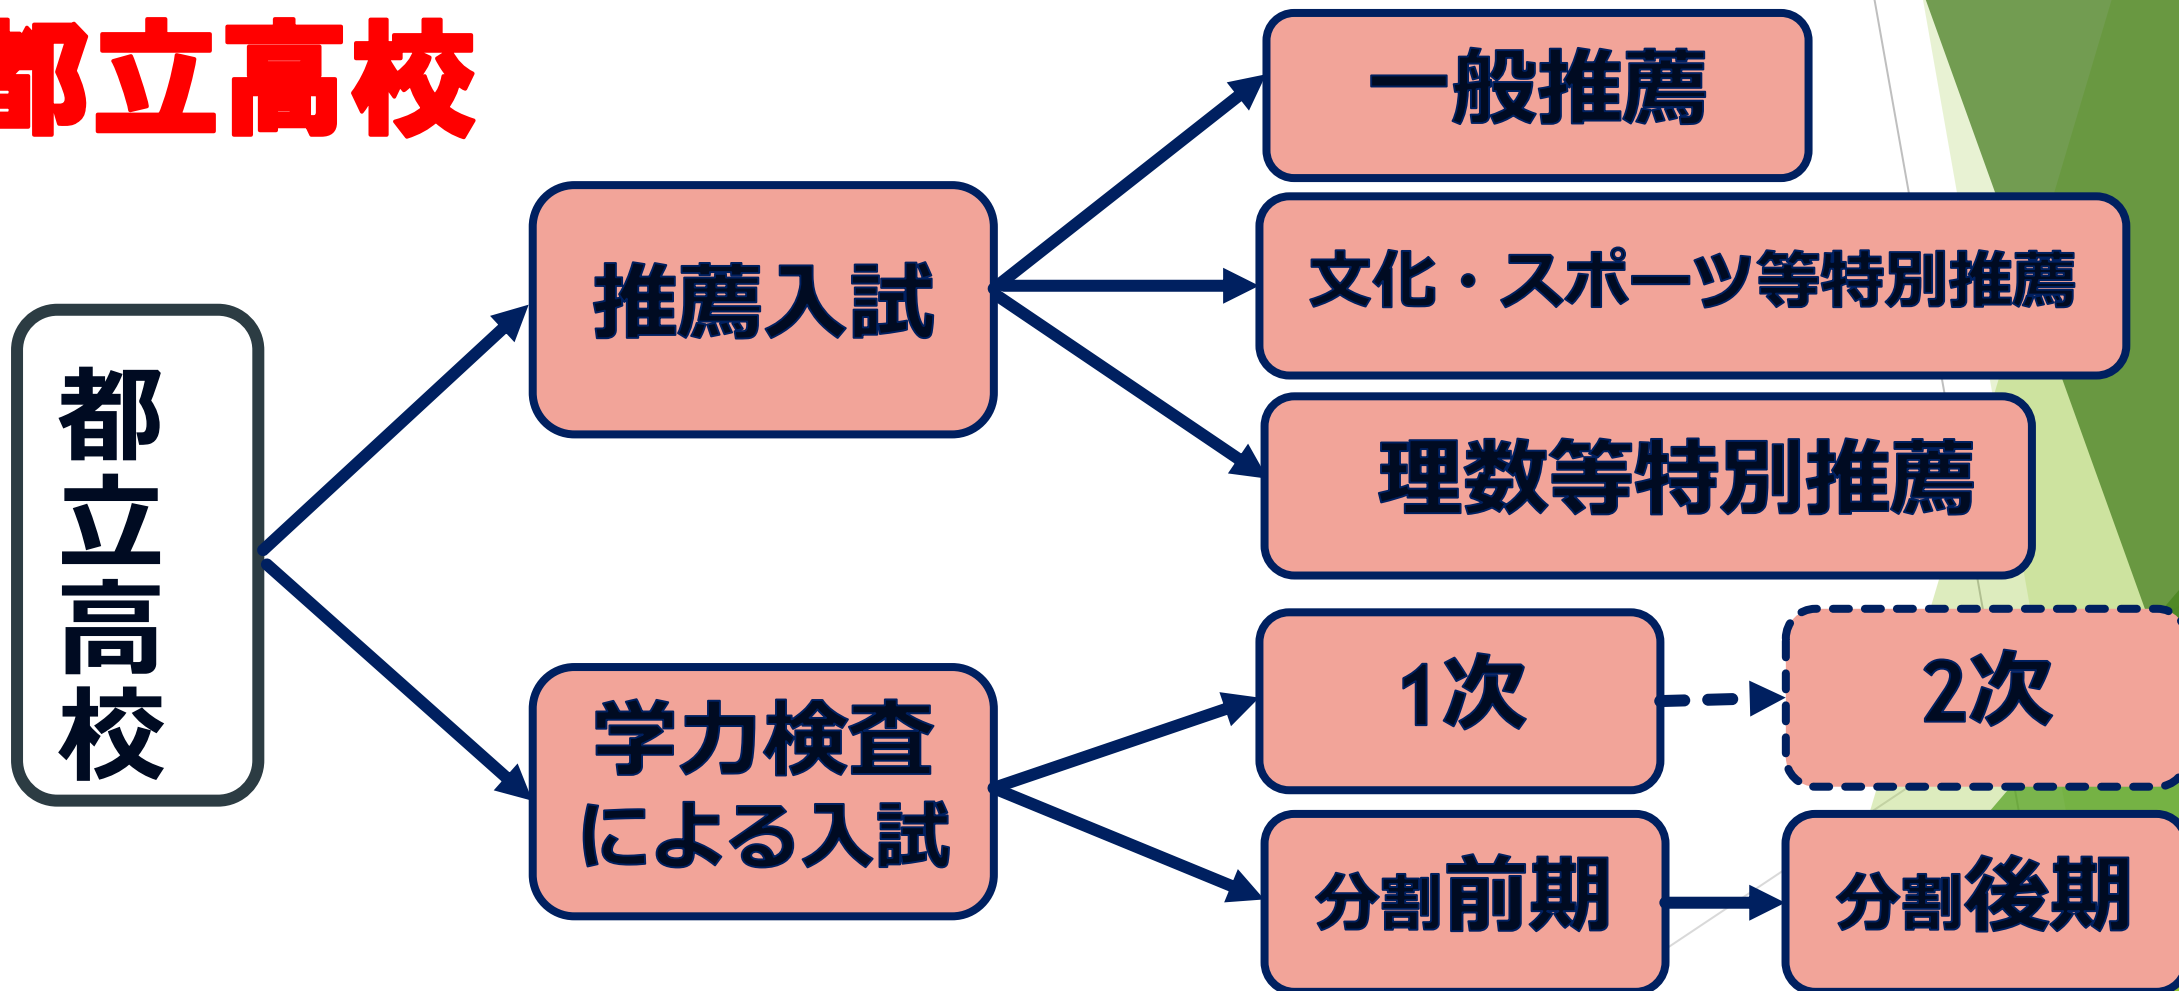 都立高校
都立高校
推薦入試
一般推薦
文化・スポーツ等特別推薦
理数等特別推薦
学力検査
による入試
1次
2次
分割前期
分割後期